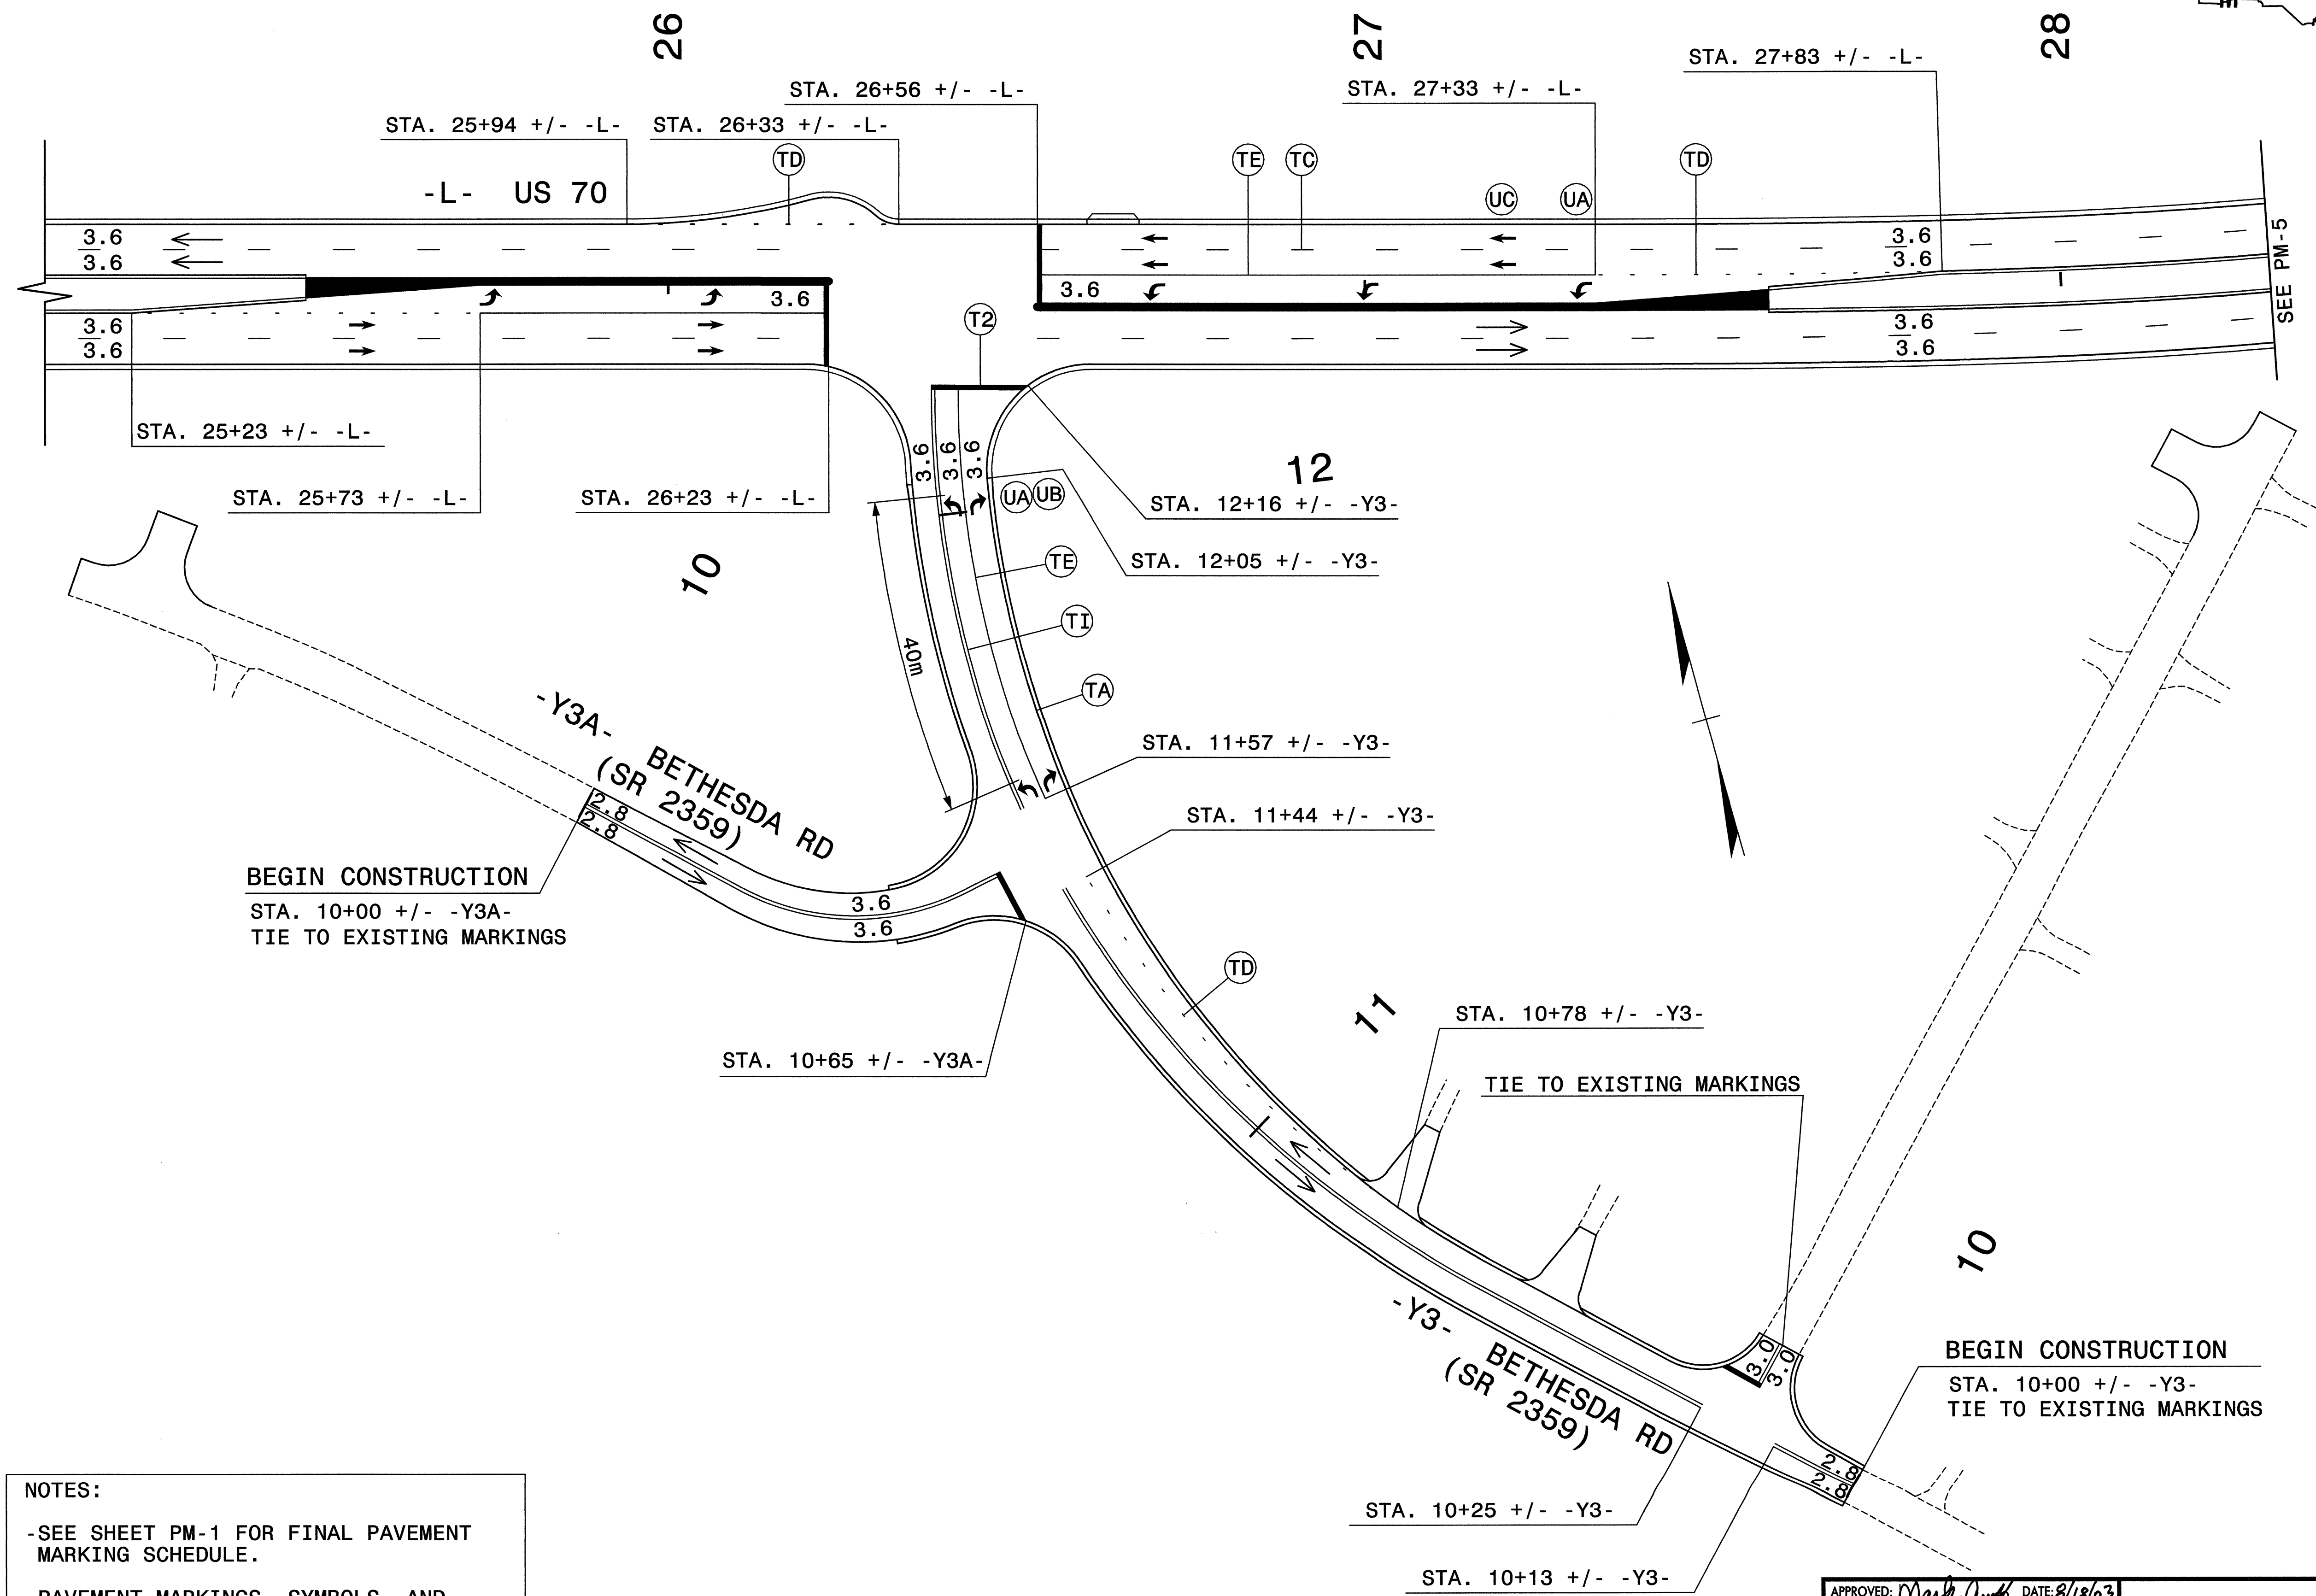 26
27
28
STA. 27+83 +/- -L-
STA. 26+56 +/- -L-
STA. 27+33 +/- -L-
STA. 25+94 +/- -L-
STA. 26+33 +/- -L-
TD
TE
TC
TD
-L- US 70
UC
UA
3.6
3.6
3.6
3.6
3.6
3.6
3.6
3.6
3.6
3.6
SEE PM-5
T2
STA. 25+23 +/- -L-
3.6
3.6
3.6
12
STA. 25+73 +/- -L-
STA. 26+23 +/- -L-
UA
UB
STA. 12+16 +/- -Y3-
10
TE
STA. 12+05 +/- -Y3-
TI
40m
TA
-Y3A- BETHESDA RD
(SR 2359)
STA. 11+57 +/- -Y3-
2.8
2.8
STA. 11+44 +/- -Y3-
BEGIN CONSTRUCTION
STA. 10+00 +/- -Y3A-
TIE TO EXISTING MARKINGS
3.6
3.6
TD
11
STA. 10+78 +/- -Y3-
STA. 10+65 +/- -Y3A-
TIE TO EXISTING MARKINGS
10
-Y3- BETHESDA RD
(SR 2359)
3.0
3.0
BEGIN CONSTRUCTION
STA. 10+00 +/- -Y3-
TIE TO EXISTING MARKINGS
2.8
2.8
STA. 10+25 +/- -Y3-
STA. 10+13 +/- -Y3-
NOTES:
-SEE SHEET PM-1 FOR FINAL PAVEMENT
MARKING SCHEDULE.
PAVEMENT MARKINGS, SYMBOLS, AND
APPROVED: DATE: 8/18/03